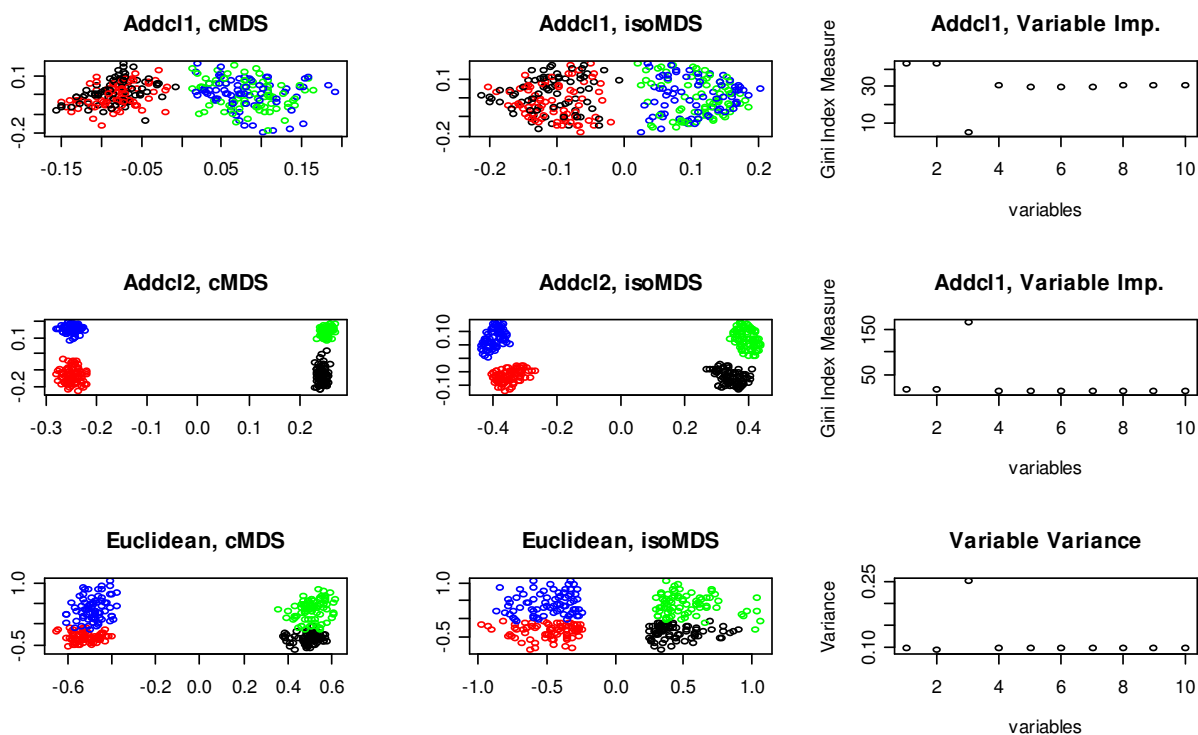 Addcl1, cMDS
0.1
-0.2
-0.15 -0.05 0.05 0.15
Addcl1, isoMDS
0.1
-0.2
-0.2 -0.1 0.0 0.1 0.2
Addcl1, Variable Imp.
Gini Index Measure
30
10
2 4 6 8 10
variables
Addcl2, cMDS
0.1
-0.2
-0.3 -0.2 -0.1 0.0 0.1 0.2
Addcl2, isoMDS
0.10
-0.10
-0.4 -0.2 0.0 0.2 0.4
Addcl1, Variable Imp.
Gini Index Measure
150
50
2 4 6 8 10
variables
Euclidean, cMDS
1.0
-0.5
-0.6 -0.2 0.0 0.2 0.4 0.6
Euclidean, isoMDS
1.0
-0.5
-1.0 -0.5 0.0 0.5 1.0
Variable Variance
Variance
0.25
0.10
2 4 6 8 10
variables